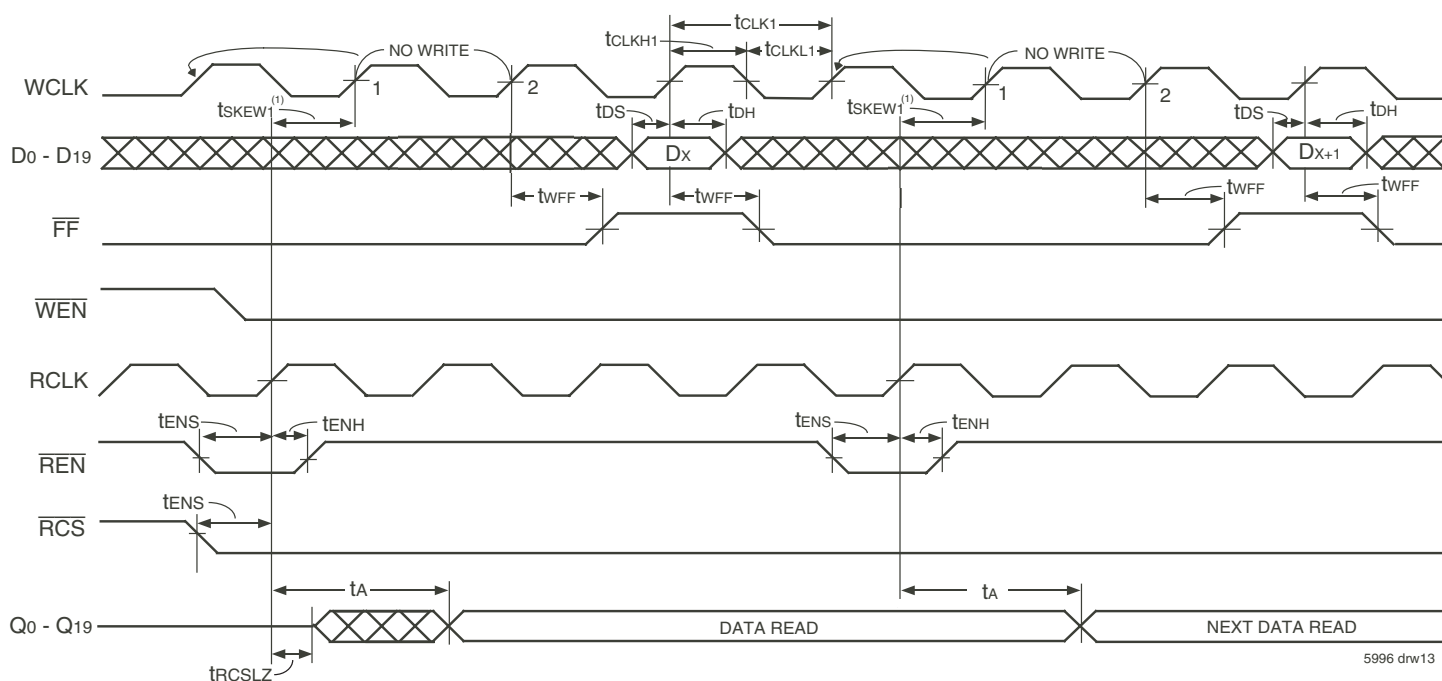 tCLK1
NO WRITE
tCLKH1
tCLKL1
NO WRITE
WCLK
1
2
1
2
tSKEW1(1)
tDS
tDH
tSKEW1(1)
tDS
tDH
D0 - D19
DX
DX+1
tWFF
tWFF
tWFF
tWFF
FF
WEN
RCLK
tENS
tENH
tENS
tENH
REN
tENS
RCS
tA
tA
Q0 - Q19
DATA READ
NEXT DATA READ
tRCSLZ
5996 drw13